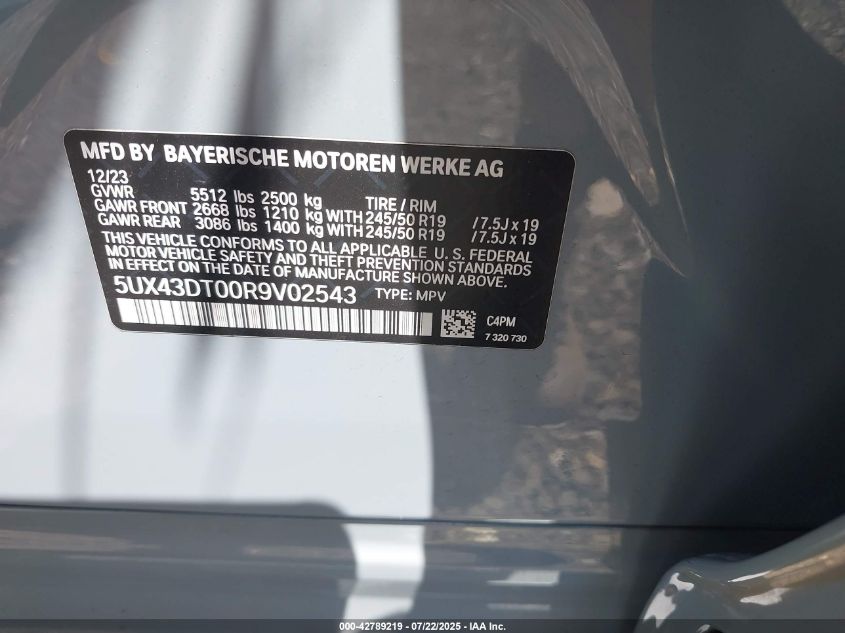 MFD BY BAYERISCHE MOTOREN WERKE AG
12/23
GVWR 5512 lbs 2500 kg TIRE / RIM
GAWR FRONT 2668 lbs 1210 kg WITH 245/50 R19 / 7.5J x 19
GAWR REAR 3086 lbs 1400 kg WITH 245/50 R19 / 7.5J x 19
THIS VEHICLE CONFORMS TO ALL APPLICABLE U. S. FEDERAL
MOTOR VEHICLE SAFETY AND THEFT PREVENTION STANDARDS
IN EFFECT ON THE DATE OF MANUFACTURE SHOWN ABOVE.
5UX43DT00R9V02543 TYPE: MPV
C4PM
7 320 730
000-42789219 - 07/22/2025 - IAA Inc.